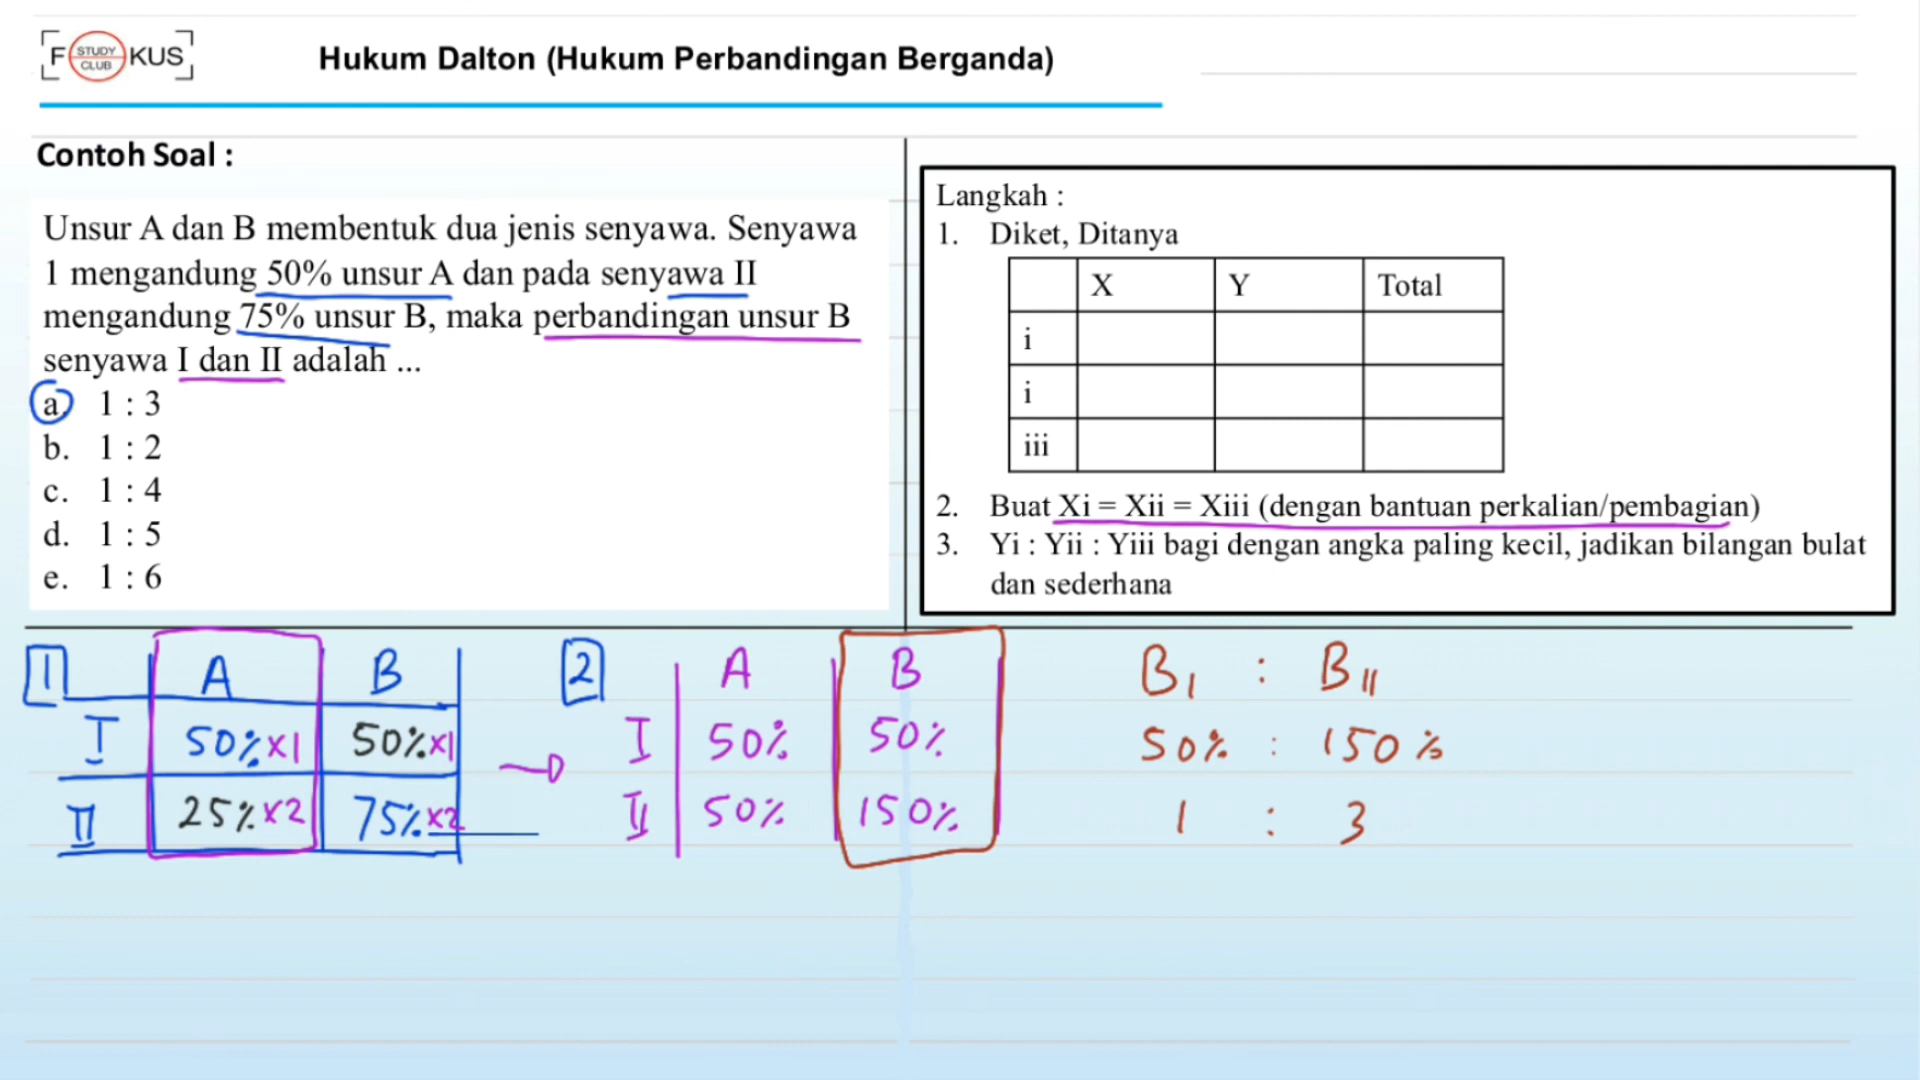 FOKUS STUDY CLUB
Hukum Dalton (Hukum Perbandingan Berganda)
Contoh Soal :
Unsur A dan B membentuk dua jenis senyawa. Senyawa
1 mengandung 50% unsur A dan pada senyawa II
mengandung 75% unsur B, maka perbandingan unsur B
senyawa I dan II adalah ...
a. 1 : 3
b. 1 : 2
c. 1 : 4
d. 1 : 5
e. 1 : 6
Langkah :
1. Diket, Ditanya
X Y Total
i
i
iii
2. Buat Xi = Xii = Xiii (dengan bantuan perkalian/pembagian)
3. Yi : Yii : Yiii bagi dengan angka paling kecil, jadikan bilangan bulat
dan sederhana
1 A B
I 50%x1 50%x1
II 25%x2 75%x2
2 A B
I 50% 50%
II 50% 150%
BI : BII
50% : 150%
1 : 3